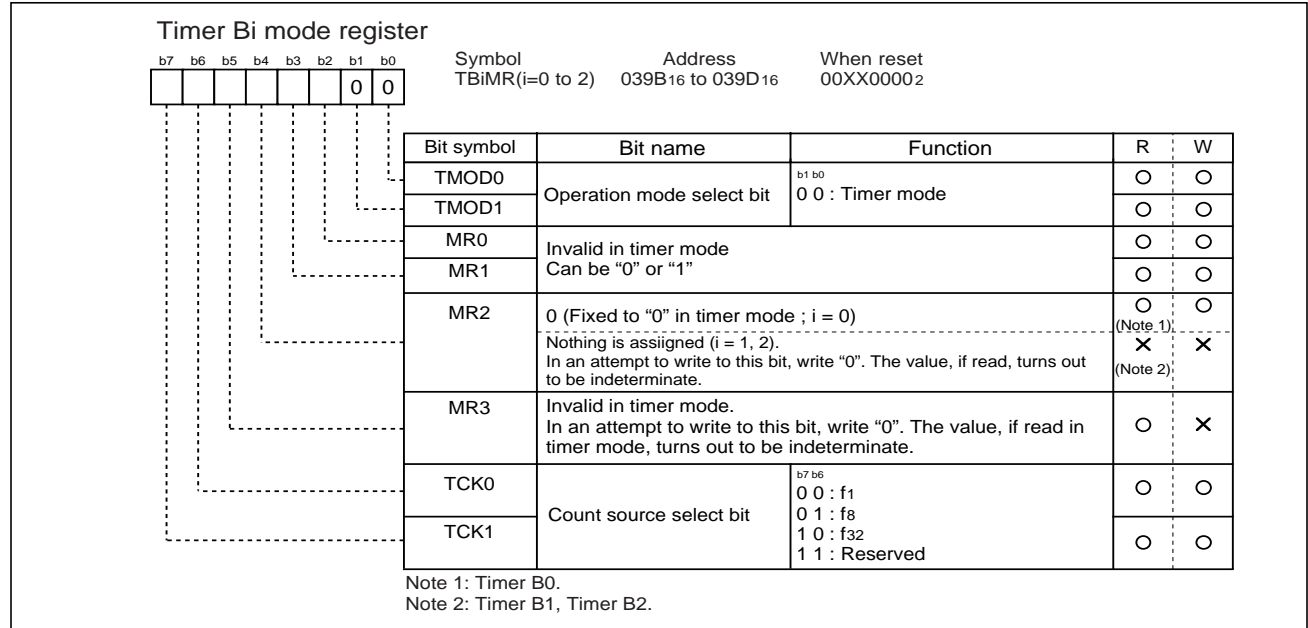 Timer Bi mode register
Symbol Address When reset
TBiMR(i=0 to 2) 039B16 to 039D16 00XX00002
b7 b6 b5 b4 b3 b2 b1 b0
0 0
Bit symbol Bit name Function R W
TMOD0
TMOD1
Operation mode select bit
b1 b0
0 0 : Timer mode
MR0
MR1
Invalid in timer mode
Can be “0” or “1”
MR2
0 (Fixed to “0” in timer mode ; i = 0)
(Note 1)
Nothing is assiigned (i = 1, 2).
In an attempt to write to this bit, write “0”. The value, if read, turns out
to be indeterminate.
(Note 2)
MR3
Invalid in timer mode.
In an attempt to write to this bit, write “0”. The value, if read in
timer mode, turns out to be indeterminate.
TCK0
TCK1
Count source select bit
b7 b6
0 0 : f1
0 1 : f8
1 0 : f32
1 1 : Reserved
Note 1: Timer B0.
Note 2: Timer B1, Timer B2.